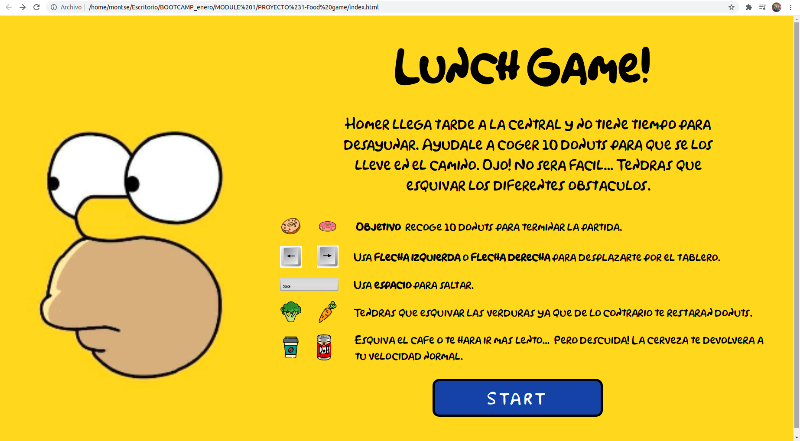 Archivo | /home/montse/Escritorio/BOOTCAMP_enero/MODULE%201/PROYECTO%231-Food%20game/index.html
LUNCH GAME!
HOMER LLEGA TARDE A LA CENTRAL Y NO TIENE TIEMPO PARA
DESAYUNAR. AYUDALE A COGER 10 DONUTS PARA QUE SE LOS
LLEVE EN EL CAMINO. OJO! NO SERA FACIL... TENDRAS QUE
ESQUIVAR LOS DIFERENTES OBSTACULOS.
OBJETIVO RECOGE 10 DONUTS PARA TERMINAR LA PARTIDA.
USA FLECHA IZQUIERDA O FLECHA DERECHA PARA DESPLAZARTE POR EL TABLERO.
USA ESPACIO PARA SALTAR.
TENDRAS QUE ESQUIVAR LAS VERDURAS YA QUE DE LO CONTRARIO TE RESTARAN DONUTS.
ESQUIVA EL CAFE O TE HARA IR MAS LENTO... PERO DESCUIDA! LA CERVEZA TE DEVOLVERA A
TU VELOCIDAD NORMAL.
START